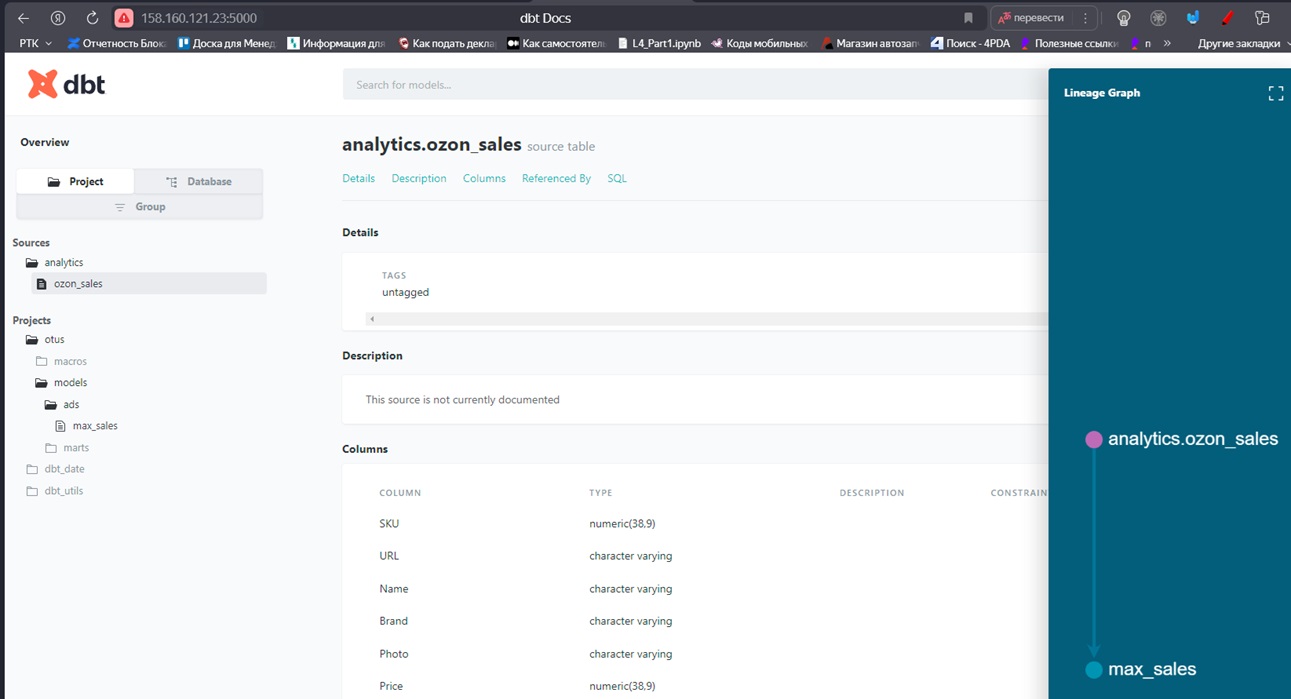 158.160.121.23:5000
dbt Docs
перевести
РТК
Отчетность Блок
Доска для Менед
Информация для
Как подать декла
Как самостоятел
L4_Part1.ipynb
Коды мобильных
Магазин автозап
Поиск - 4PDA
Полезные ссылки
n
»
Другие закладки
dbt
Search for models...
Lineage Graph
Overview
analytics.ozon_sales source table
Project
Database
Details Description Columns Referenced By SQL
Group
Details
Sources
analytics
TAGS
ozon_sales
untagged
Projects
otus
Description
macros
models
This source is not currently documented
ads
max_sales
analytics.ozon_sales
marts
Columns
dbt_date
dbt_utils
COLUMN TYPE DESCRIPTION CONSTRAIN
SKU numeric(38,9)
URL character varying
Name character varying
Brand character varying
Photo character varying
max_sales
Price numeric(38,9)